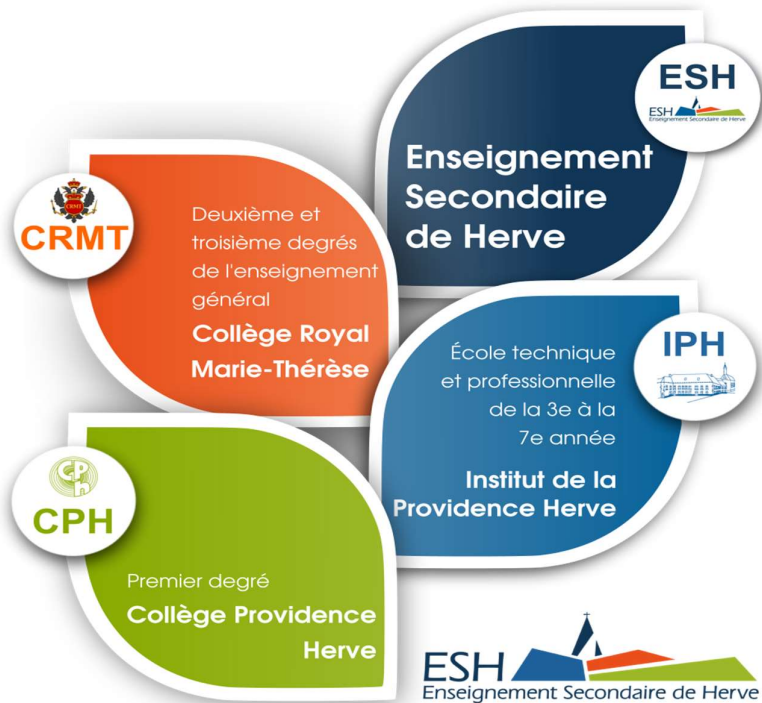 ESH
ESH
Enseignement Secondaire de Herve
Enseignement
Secondaire
de Herve
CRMT
CRMT
Deuxième et
troisième degrés
de l'enseignement
général
Collège Royal
Marie-Thérèse
IPH
École technique
et professionnelle
de la 3e à la
7e année
Institut de la
Providence Herve
CPh
CPH
Premier degré
Collège Providence
Herve
ESH
Enseignement Secondaire de Herve